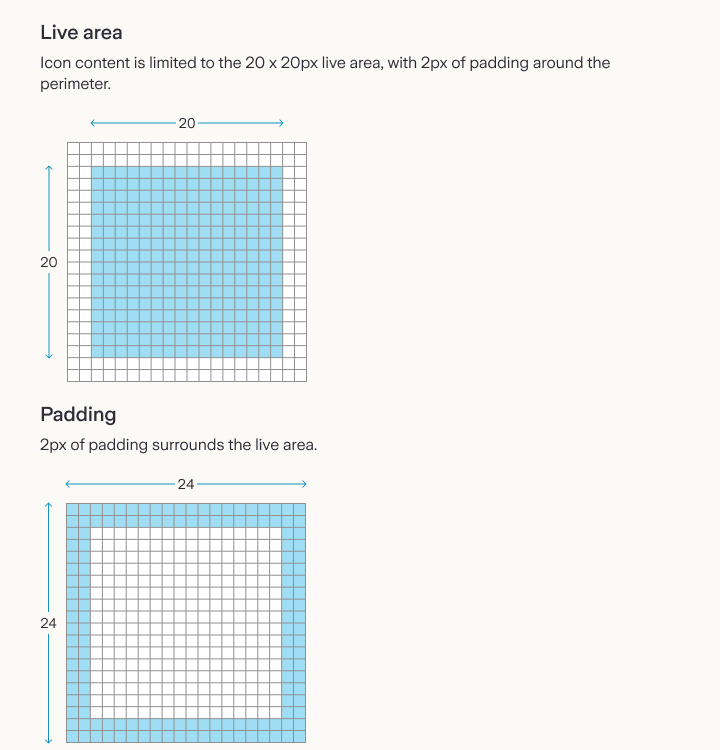 Live area
Icon content is limited to the 20 x 20px live area, with 2px of padding around the
perimeter.
20
20
Padding
2px of padding surrounds the live area.
24
24